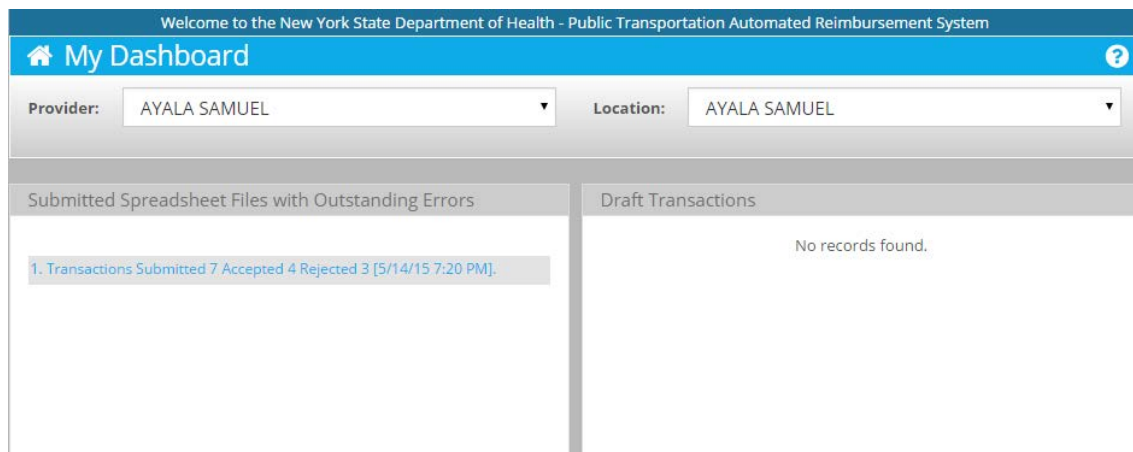 Welcome to the New York State Department of Health - Public Transportation Automated Reimbursement System
My Dashboard
?
Provider: AYALA SAMUEL Location: AYALA SAMUEL
Submitted Spreadsheet Files with Outstanding Errors
1. Transactions Submitted 7 Accepted 4 Rejected 3 [5/14/15 7:20 PM].
Draft Transactions
No records found.